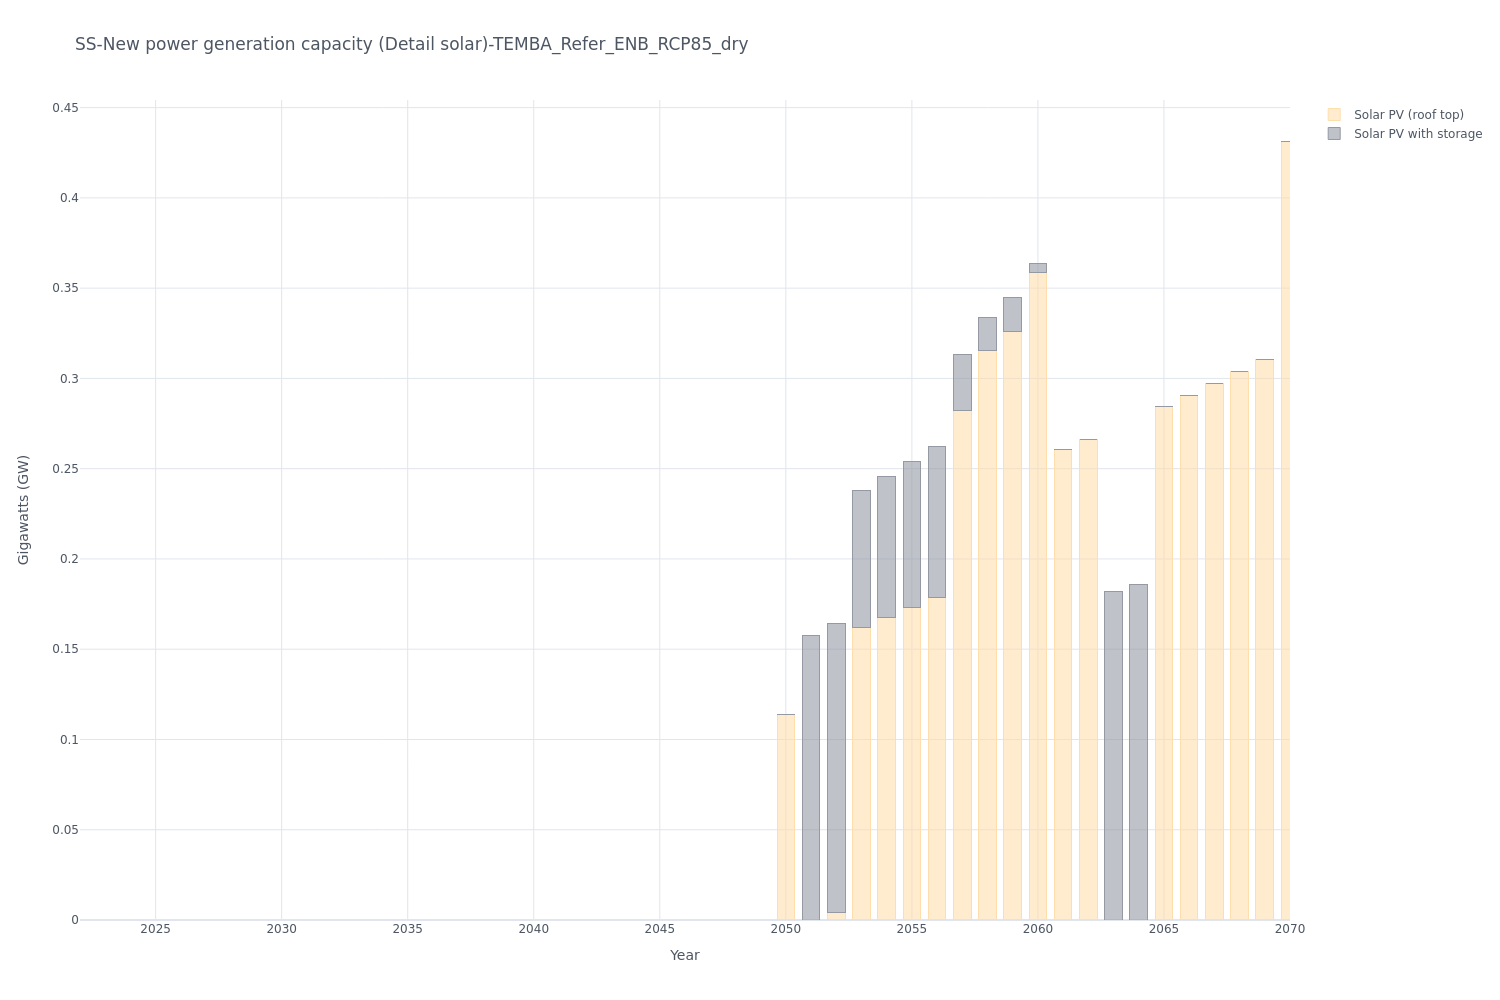 SS-New power generation capacity (Detail solar)-TEMBA_Refer_ENB_RCP85_dry
Solar PV (roof top)
Solar PV with storage
0.45
0.4
0.35
0.3
0.25
0.2
0.15
0.1
0.05
0
Gigawatts (GW)
2025 2030 2035 2040 2045 2050 2055 2060 2065 2070
Year